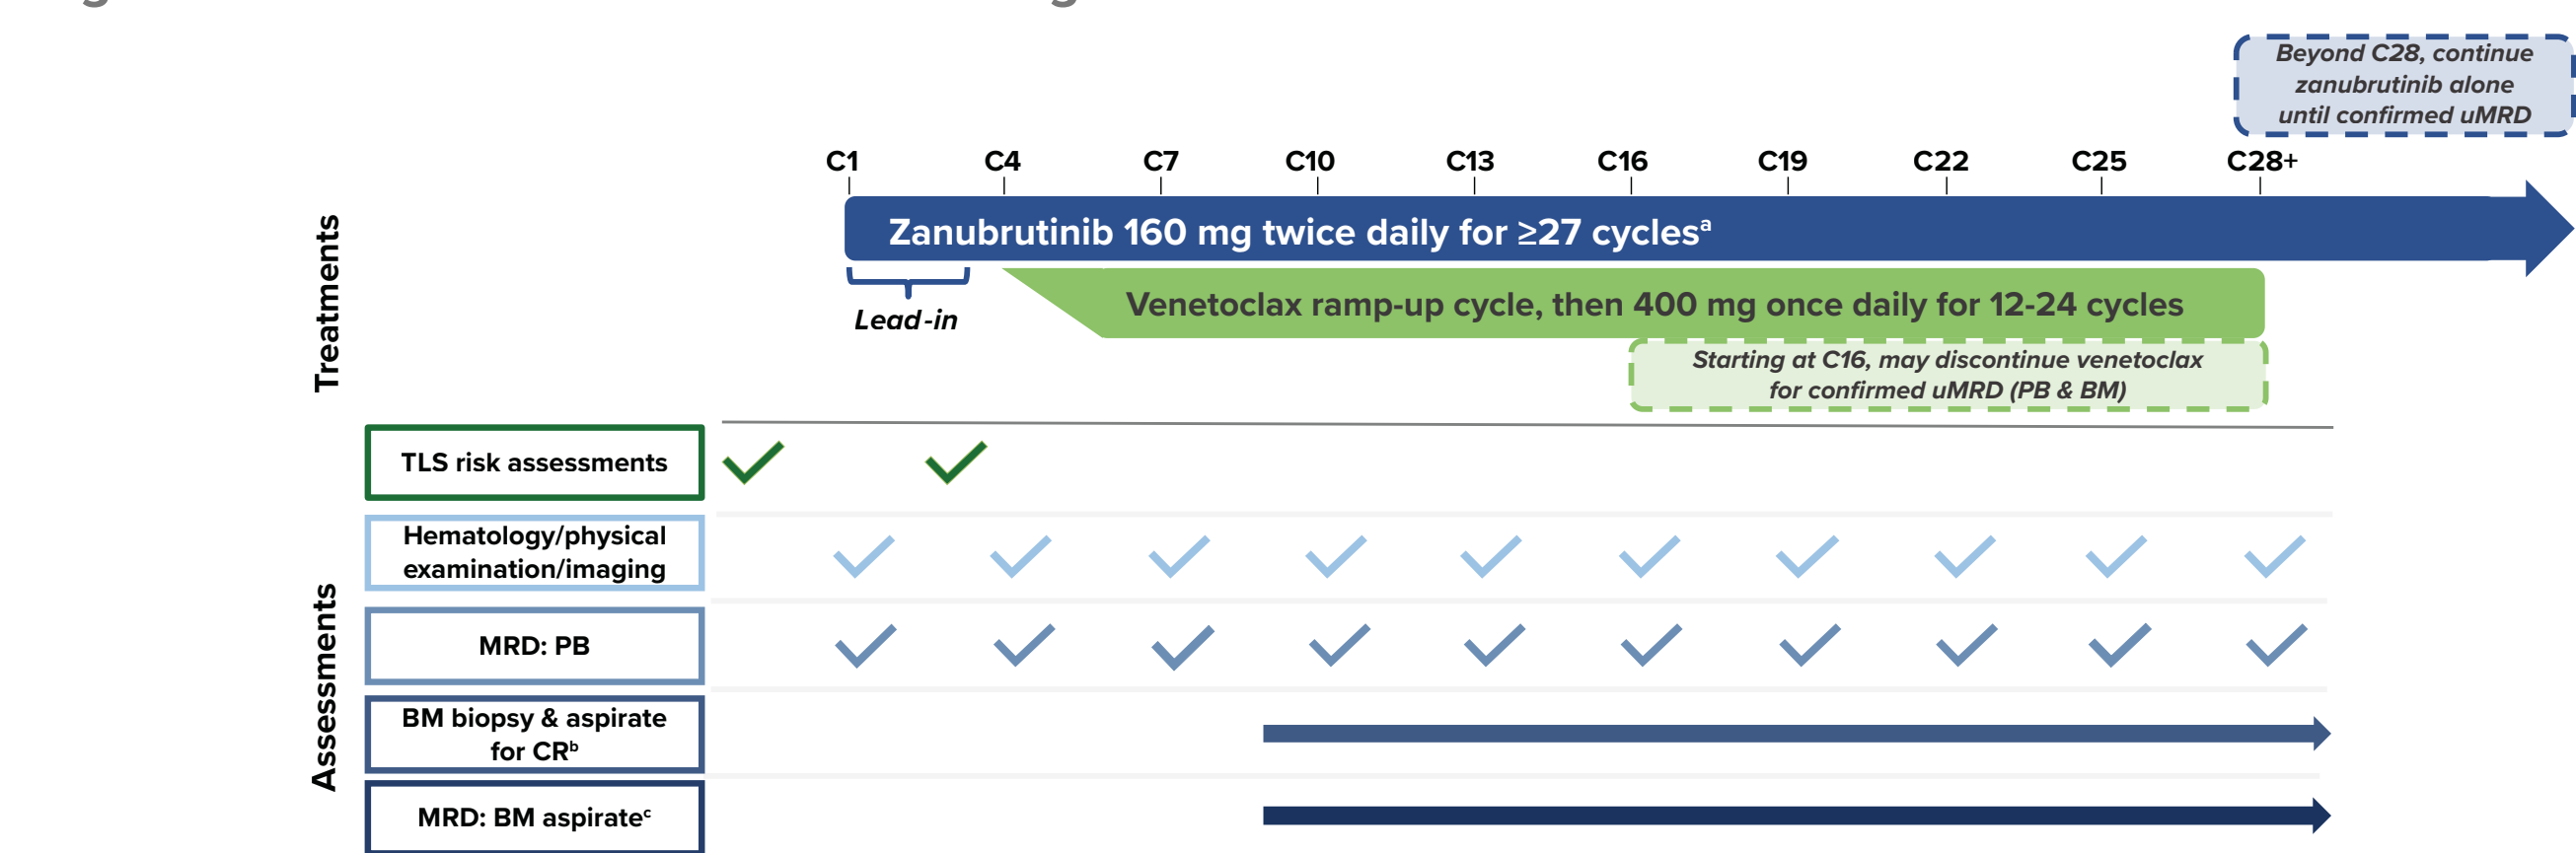 Beyond C28, continue
zanubrutinib alone
until confirmed uMRD
C1 C4 C7 C10 C13 C16 C19 C22 C25 C28+
Treatments
Zanubrutinib 160 mg twice daily for ≥27 cyclesᵃ
Lead-in
Venetoclax ramp-up cycle, then 400 mg once daily for 12-24 cycles
Starting at C16, may discontinue venetoclax
for confirmed uMRD (PB & BM)
Assessments
TLS risk assessments
Hematology/physical
examination/imaging
MRD: PB
BM biopsy & aspirate
for CRᵇ
MRD: BM aspirateᶜ